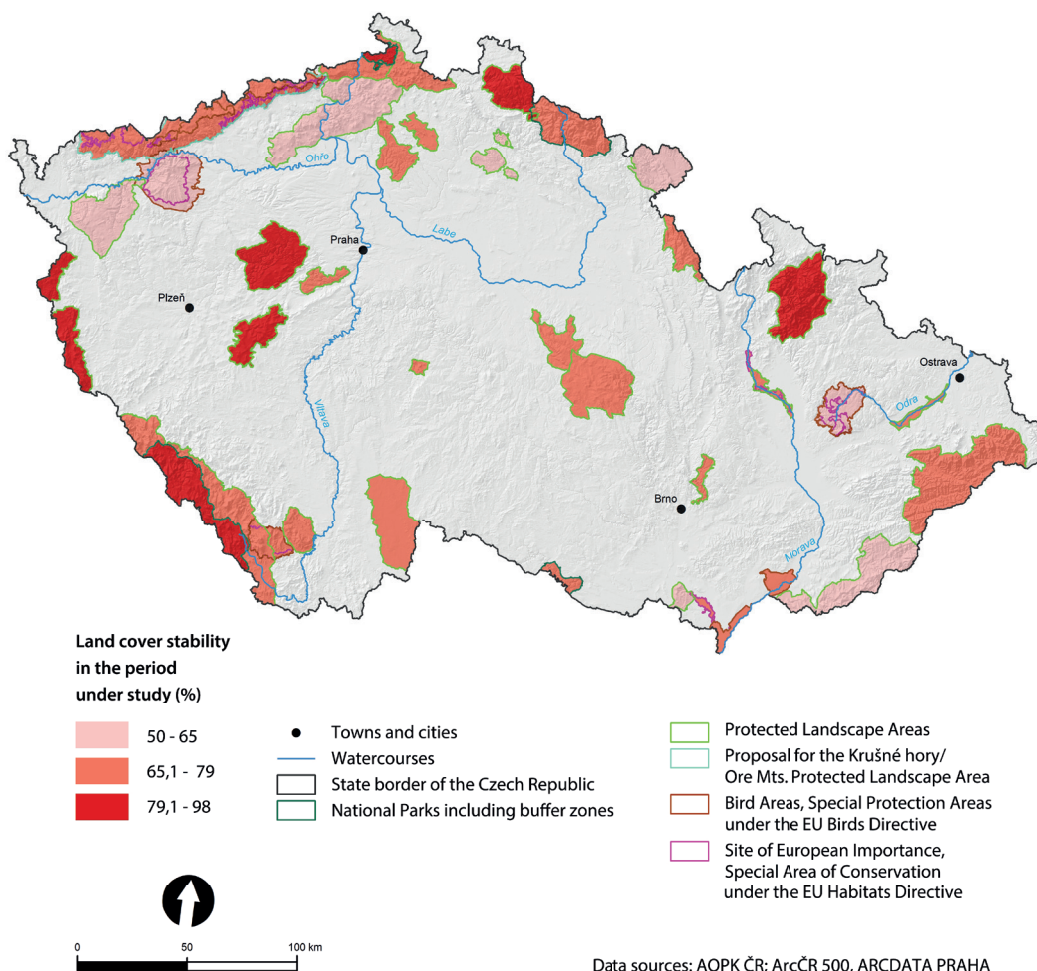 Ohře
Labe
Praha
Plzeň
Vltava
Ostrava
Odra
Brno
Morava
Land cover stability
in the period
under study (%)
50 - 65
65,1 - 79
79,1 - 98
Towns and cities
Watercourses
State border of the Czech Republic
National Parks including buffer zones
Protected Landscape Areas
Proposal for the Krušné hory/
Ore Mts. Protected Landscape Area
Bird Areas, Special Protection Areas
under the EU Birds Directive
Site of European Importance,
Special Area of Conservation
under the EU Habitats Directive
0 50 100 km
Data sources: AOPK ČR; ArcČR 500, ARCDATA PRAHA